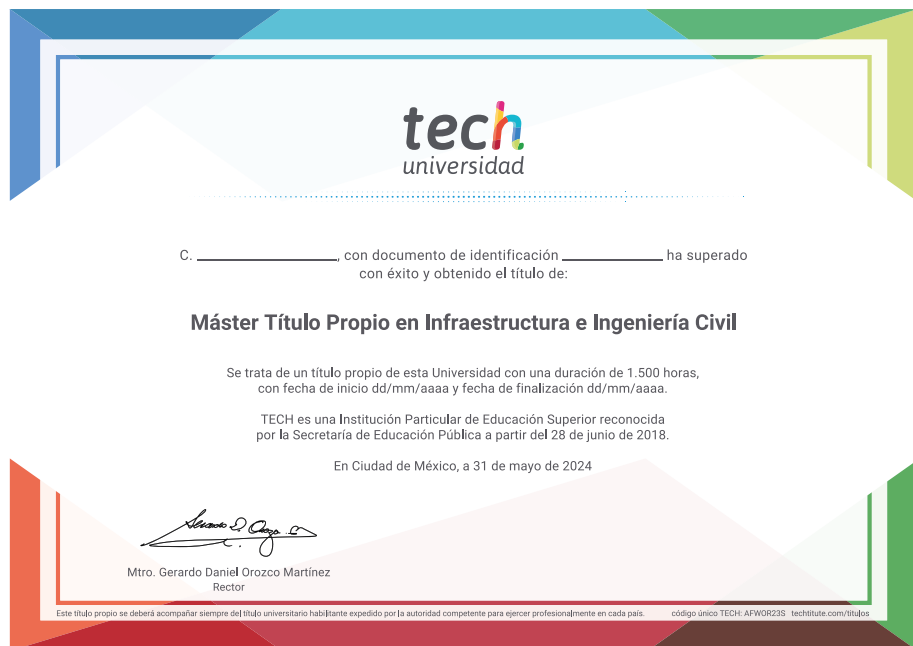 tech
universidad
C. ________________, con documento de identificación ____________ ha superado
con éxito y obtenido el título de:
Máster Título Propio en Infraestructura e Ingeniería Civil
Se trata de un título propio de esta Universidad con una duración de 1.500 horas,
con fecha de inicio dd/mm/aaaa y fecha de finalización dd/mm/aaaa.
TECH es una Institución Particular de Educación Superior reconocida
por la Secretaría de Educación Pública a partir del 28 de junio de 2018.
En Ciudad de México, a 31 de mayo de 2024
Mtro. Gerardo Daniel Orozco Martínez
Rector
Este título propio se deberá acompañar siempre del título universitario habilitante expedido por la autoridad competente para ejercer profesionalmente en cada país. código único TECH: AFWOR23S techtitute.com/titulos